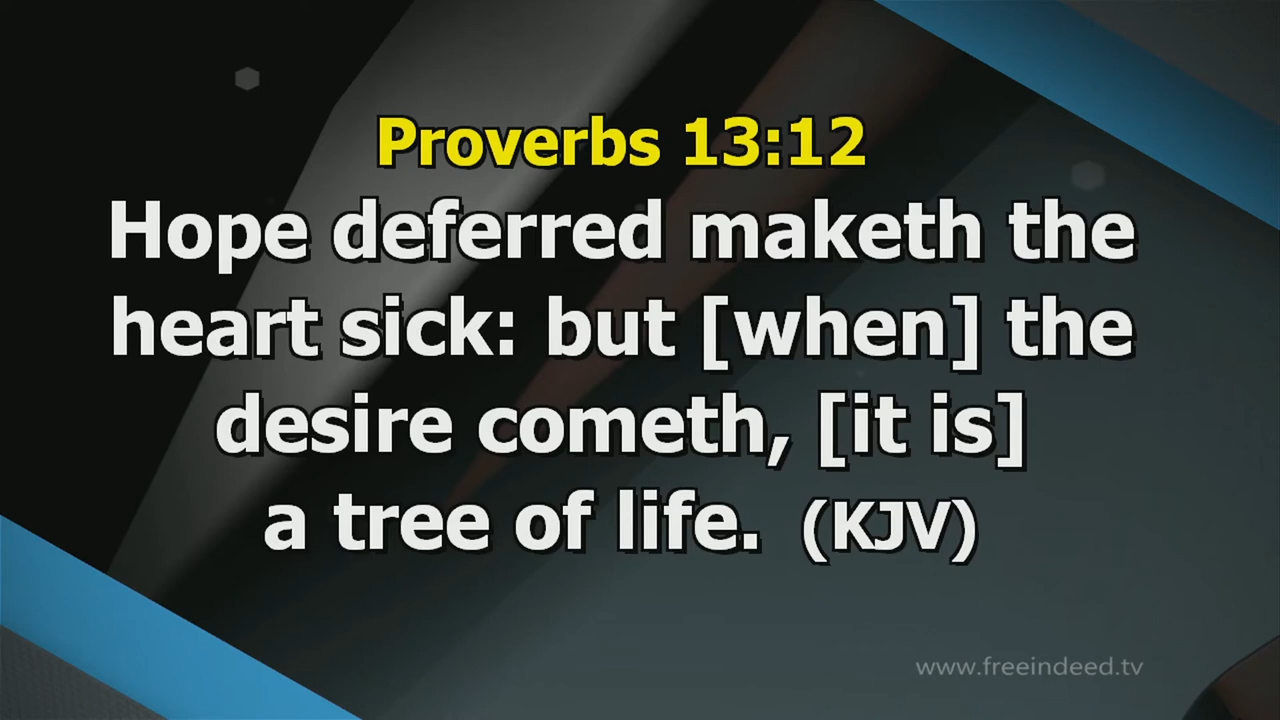 Proverbs 13:12
Hope deferred maketh the
heart sick: but [when] the
desire cometh, [it is]
a tree of life. (KJV)
www.freeindeed.tv